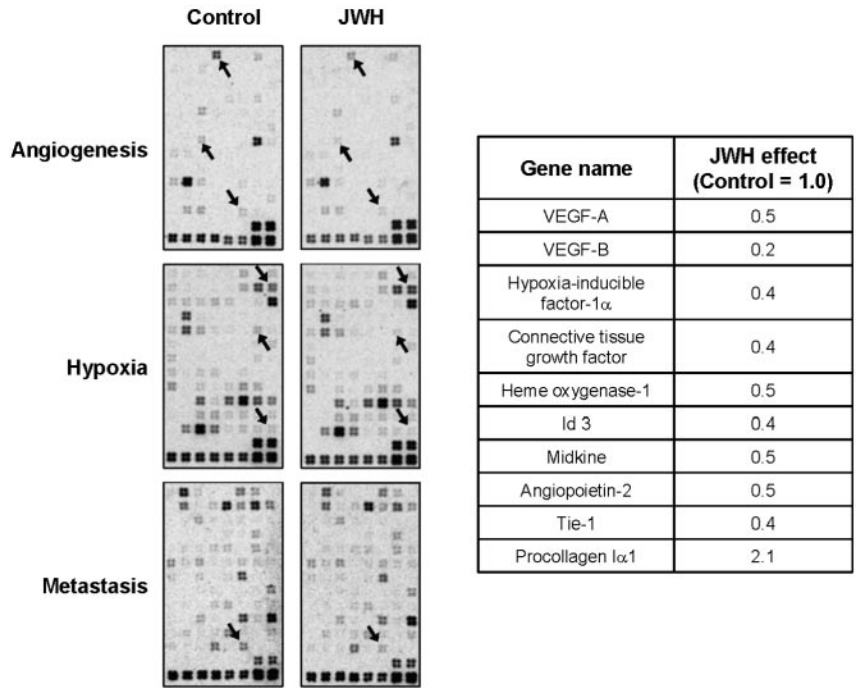 Control
JWH
Angiogenesis
Hypoxia
Metastasis
Gene name
JWH effect
(Control = 1.0)
VEGF-A
0.5
VEGF-B
0.2
Hypoxia-inducible
factor-1α
0.4
Connective tissue
growth factor
0.4
Heme oxygenase-1
0.5
Id 3
0.4
Midkine
0.5
Angiopoietin-2
0.5
Tie-1
0.4
Procollagen Iα1
2.1